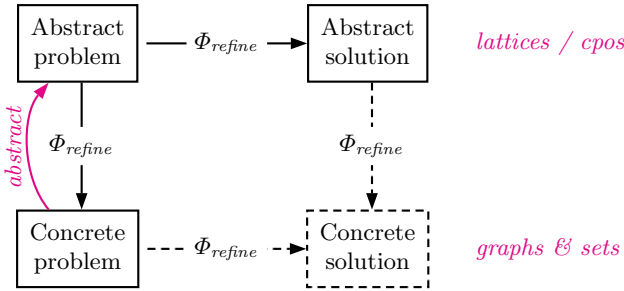 Abstract
problem
Φrefine
Abstract
solution
lattices / cpos
abstract
Φrefine
Φrefine
Concrete
problem
Φrefine
Concrete
solution
graphs & sets